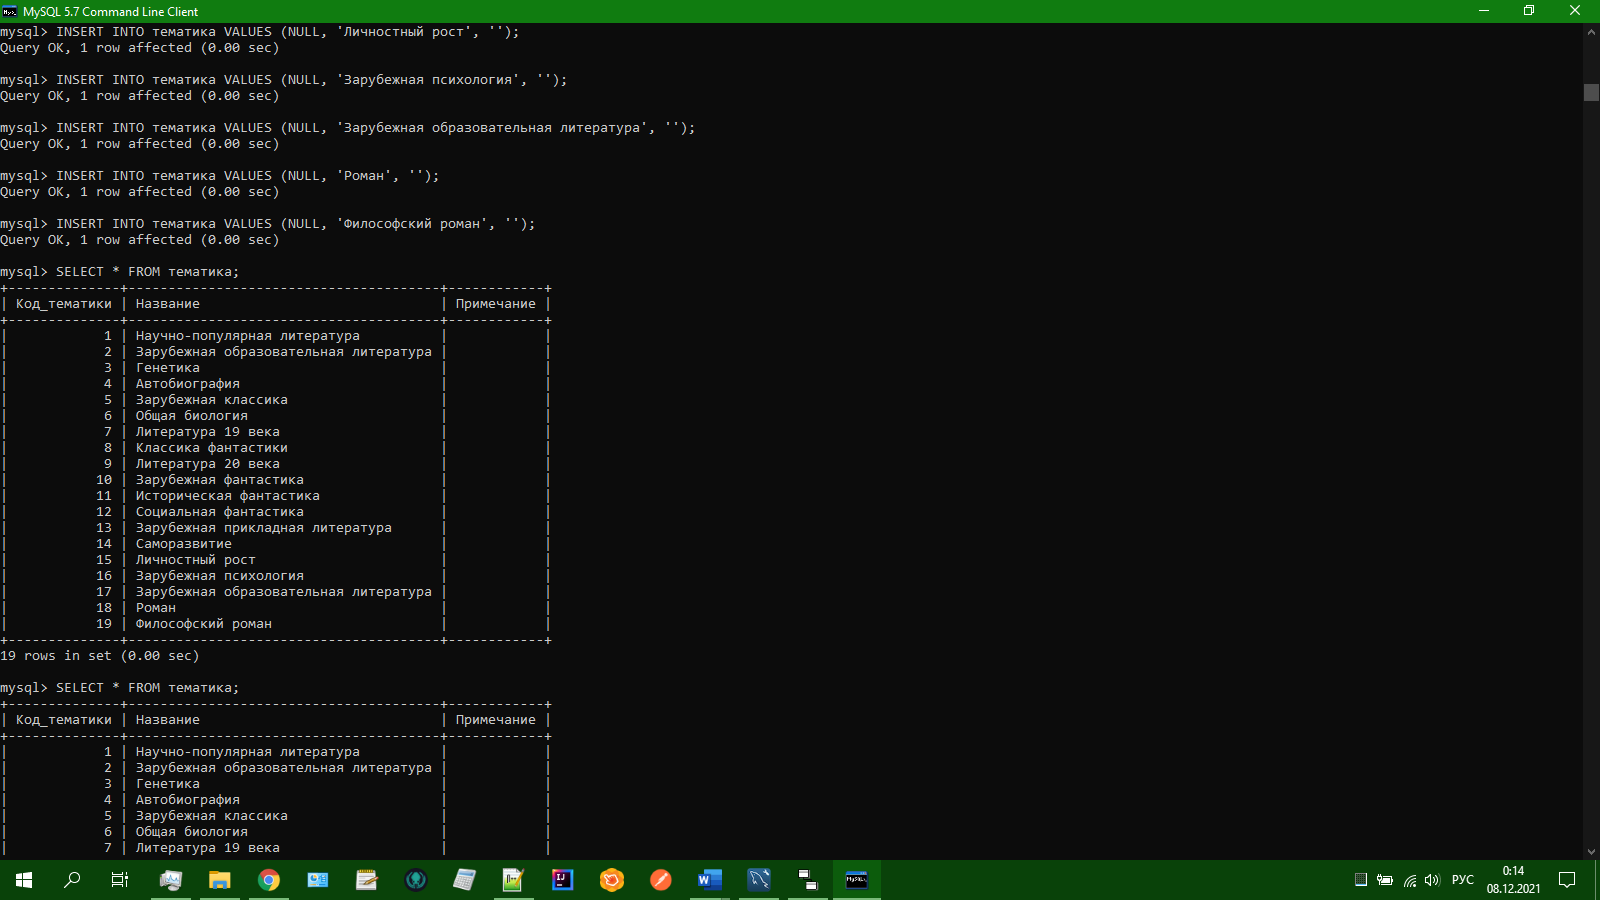 MySQL 5.7 Command Line Client
mysql> INSERT INTO тематика VALUES (NULL, 'Личностный рост', '');
Query OK, 1 row affected (0.00 sec)
mysql> INSERT INTO тематика VALUES (NULL, 'Зарубежная психология', '');
Query OK, 1 row affected (0.00 sec)
mysql> INSERT INTO тематика VALUES (NULL, 'Зарубежная образовательная литература', '');
Query OK, 1 row affected (0.00 sec)
mysql> INSERT INTO тематика VALUES (NULL, 'Роман', '');
Query OK, 1 row affected (0.00 sec)
mysql> INSERT INTO тематика VALUES (NULL, 'Философский роман', '');
Query OK, 1 row affected (0.00 sec)
mysql> SELECT * FROM тематика;
+--------------+---------------------------------------+------------+
| Код_тематики | Название                              | Примечание |
+--------------+---------------------------------------+------------+
|            1 | Научно-популярная литература          |            |
|            2 | Зарубежная образовательная литература |            |
|            3 | Генетика                              |            |
|            4 | Автобиография                         |            |
|            5 | Зарубежная классика                   |            |
|            6 | Общая биология                        |            |
|            7 | Литература 19 века                    |            |
|            8 | Классика фантастики                   |            |
|            9 | Литература 20 века                    |            |
|           10 | Зарубежная фантастика                 |            |
|           11 | Историческая фантастика               |            |
|           12 | Социальная фантастика                 |            |
|           13 | Зарубежная прикладная литература      |            |
|           14 | Саморазвитие                          |            |
|           15 | Личностный рост                       |            |
|           16 | Зарубежная психология                 |            |
|           17 | Зарубежная образовательная литература |            |
|           18 | Роман                                 |            |
|           19 | Философский роман                     |            |
+--------------+---------------------------------------+------------+
19 rows in set (0.00 sec)
mysql> SELECT * FROM тематика;
+--------------+---------------------------------------+------------+
| Код_тематики | Название                              | Примечание |
+--------------+---------------------------------------+------------+
|            1 | Научно-популярная литература          |            |
|            2 | Зарубежная образовательная литература |            |
|            3 | Генетика                              |            |
|            4 | Автобиография                         |            |
|            5 | Зарубежная классика                   |            |
|            6 | Общая биология                        |            |
|            7 | Литература 19 века                    |            |
РУС
0:14
08.12.2021